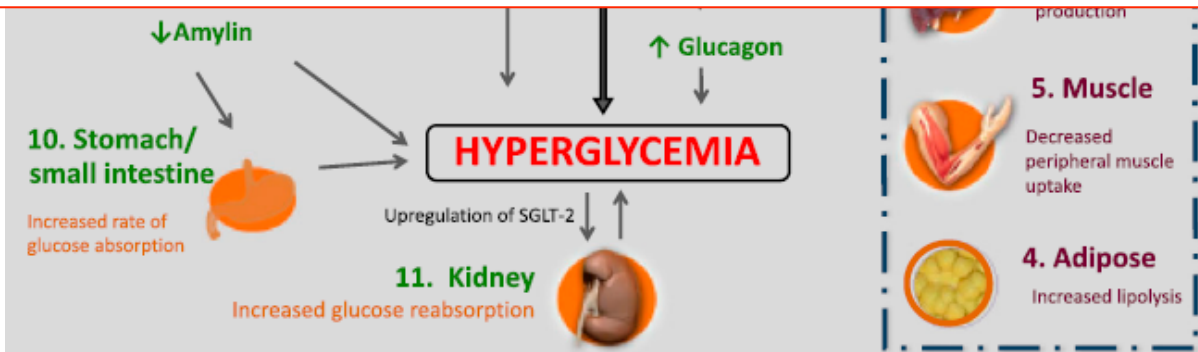 production
↓Amylin
↑ Glucagon
5. Muscle
Decreased
peripheral muscle
uptake
10. Stomach/
small intestine
Increased rate of
glucose absorption
HYPERGLYCEMIA
Upregulation of SGLT-2
11. Kidney
Increased glucose reabsorption
4. Adipose
Increased lipolysis